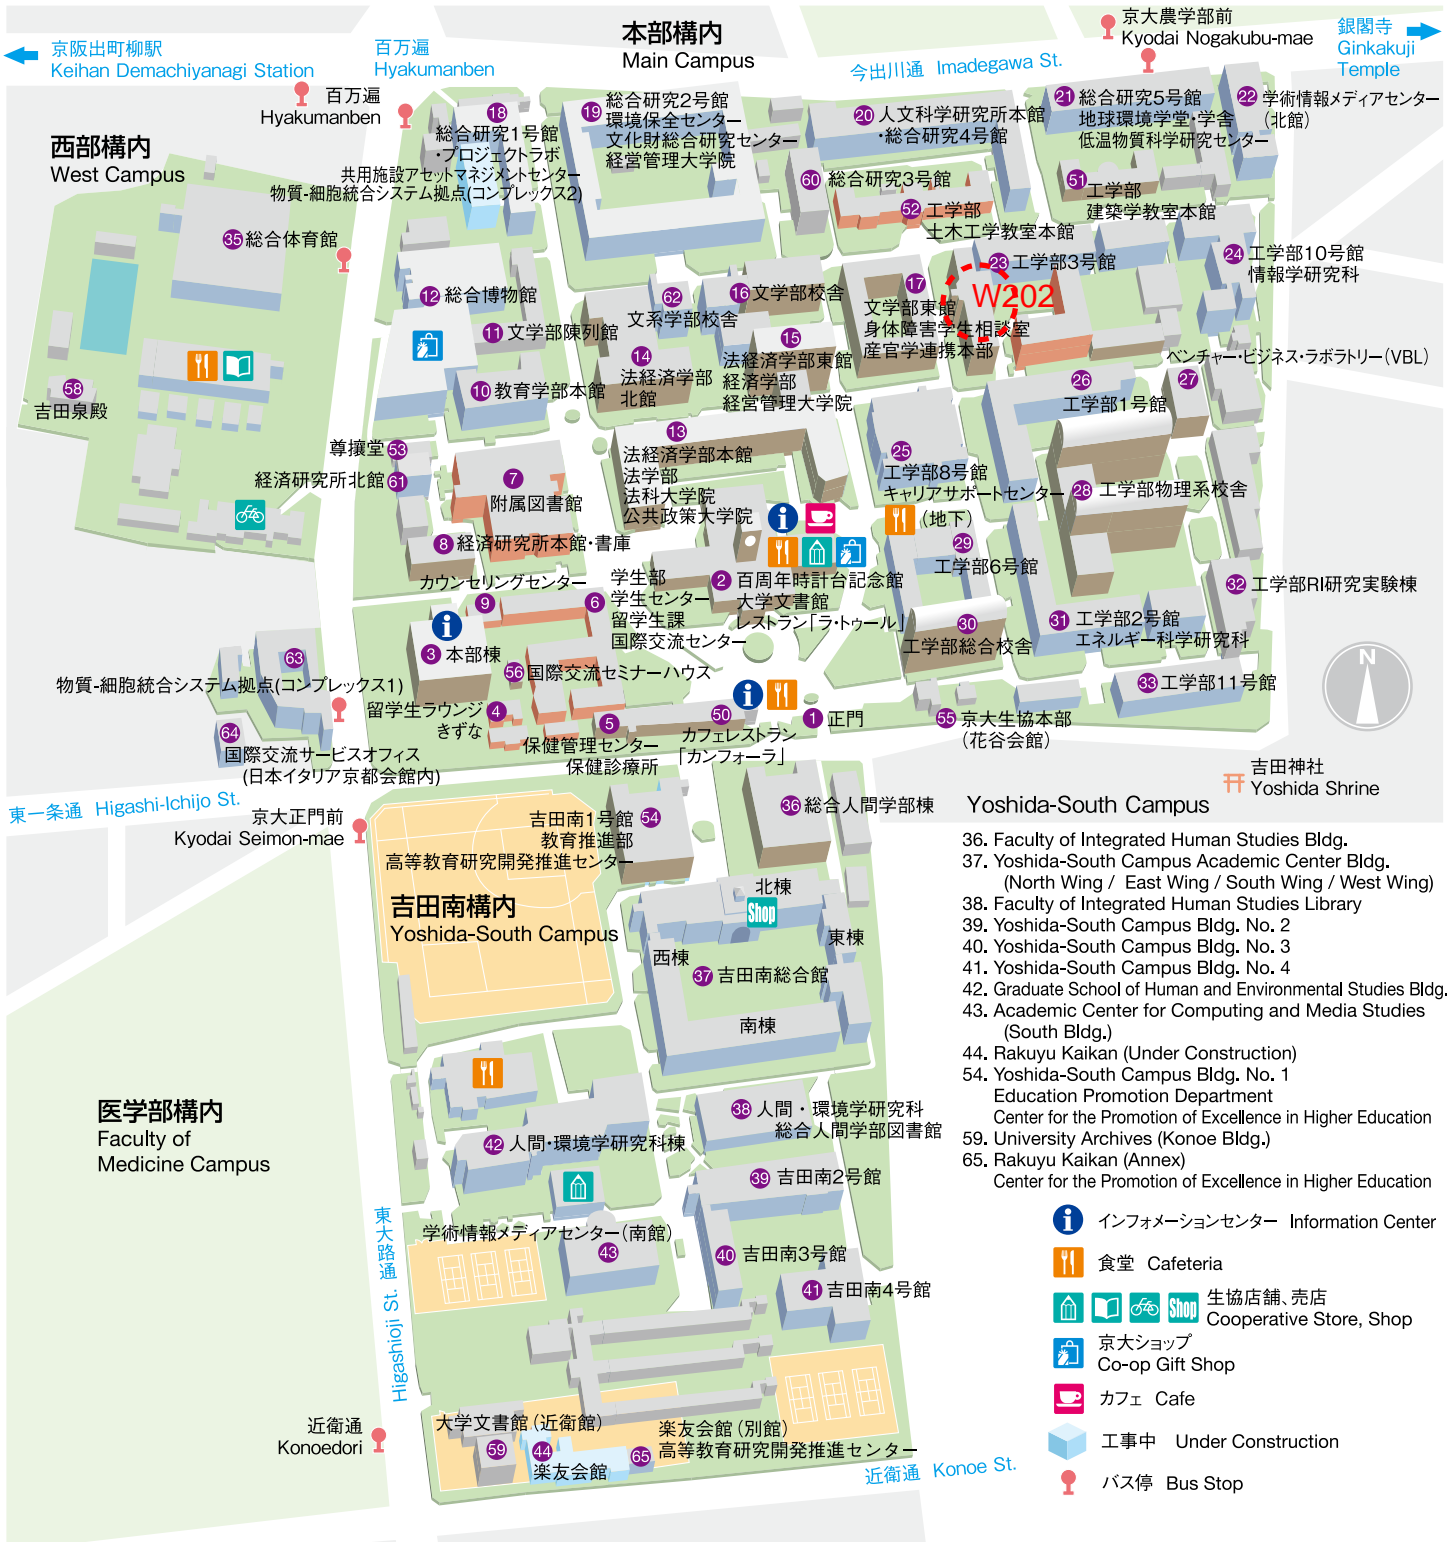 本部構内
Main Campus
京大農学部前
Kyodai Nogakubu-mae
銀閣寺
Ginkakuji
Temple
京阪出町柳駅
Keihan Demachiyanagi Station
百万遍
Hyakumanben
今出川通 Imadegawa St.
百万遍
Hyakumanben
18
総合研究1号館
・プロジェクトラボ
共用施設アセットマネジメントセンター
物質-細胞統合システム拠点(コンプレックス2)
19 総合研究2号館
環境保全センター
文化財総合研究センター
経営管理大学院
20 人文科学研究所本館
・総合研究4号館
21 総合研究5号館
地球環境学堂・学舎
低温物質科学研究センター
22 学術情報メディアセンター
(北館)
西部構内
West Campus
60 総合研究3号館
51 工学部
建築学教室本館
52 工学部
土木工学教室本館
35 総合体育館
23 工学部3号館
24 工学部10号館
情報学研究科
W202
12 総合博物館
62
文系学部校舎
16 文学部校舎
17
文学部東館
身体障害学生相談室
産官学連携本部
11 文学部陳列館
15
法経済学部東館
経済学部
経営管理大学院
14
法経済学部
北館
ベンチャー・ビジネス・ラボラトリー(VBL)
27
26
工学部1号館
58
吉田泉殿
10 教育学部本館
13
法経済学部本館
法学部
法科大学院
公共政策大学院
尊攘堂 53
経済研究所北館
61
7
附属図書館
25
工学部8号館
キャリアサポートセンター
(地下)
28 工学部物理系校舎
8 経済研究所本館・書庫
29
工学部6号館
カウンセリングセンター
9
6
学生部
学生センター
留学生課
国際交流センター
2 百周年時計台記念館
大学文書館
レストラン「ラ・トゥール」
32 工学部RI研究実験棟
30
工学部総合校舎
31 工学部2号館
エネルギー科学研究科
3 本部棟
63
物質-細胞統合システム拠点(コンプレックス1)
56 国際交流セミナーハウス
33 工学部11号館
4
留学生ラウンジ
きずな
5
保健管理センター
保健診療所
50
カフェレストラン
「カンフォーラ」
1 正門
55 京大生協本部
(花谷会館)
64
国際交流サービスオフィス
(日本イタリア京都会館内)
N
吉田神社
Yoshida Shrine
東一条通 Higashi-Ichijo St.
京大正門前
Kyodai Seimon-mae
吉田南1号館 54
教育推進部
高等教育研究開発推進センター
36 総合人間学部棟
Yoshida-South Campus
36. Faculty of Integrated Human Studies Bldg.
37. Yoshida-South Campus Academic Center Bldg.
(North Wing / East Wing / South Wing / West Wing)
38. Faculty of Integrated Human Studies Library
39. Yoshida-South Campus Bldg. No. 2
40. Yoshida-South Campus Bldg. No. 3
41. Yoshida-South Campus Bldg. No. 4
42. Graduate School of Human and Environmental Studies Bldg.
43. Academic Center for Computing and Media Studies
(South Bldg.)
44. Rakuyu Kaikan (Under Construction)
54. Yoshida-South Campus Bldg. No. 1
Education Promotion Department
Center for the Promotion of Excellence in Higher Education
59. University Archives (Konoe Bldg.)
65. Rakuyu Kaikan (Annex)
Center for the Promotion of Excellence in Higher Education
吉田南構内
Yoshida-South Campus
北棟
Shop
東棟
西棟
37 吉田南総合館
南棟
医学部構内
Faculty of
Medicine Campus
38 人間・環境学研究科
総合人間学部図書館
42 人間・環境学研究科棟
39 吉田南2号館
学術情報メディアセンター(南館)
43
40 吉田南3号館
41 吉田南4号館
東大路通 Higashioji St.
近衛通
Konoedori
大学文書館(近衛館)
59
44
楽友会館
65
楽友会館(別館)
高等教育研究開発推進センター
近衛通 Konoe St.
インフォメーションセンター Information Center
食堂 Cafeteria
Shop
生協店舗、売店
Cooperative Store, Shop
京大ショップ
Co-op Gift Shop
カフェ Cafe
工事中 Under Construction
バス停 Bus Stop